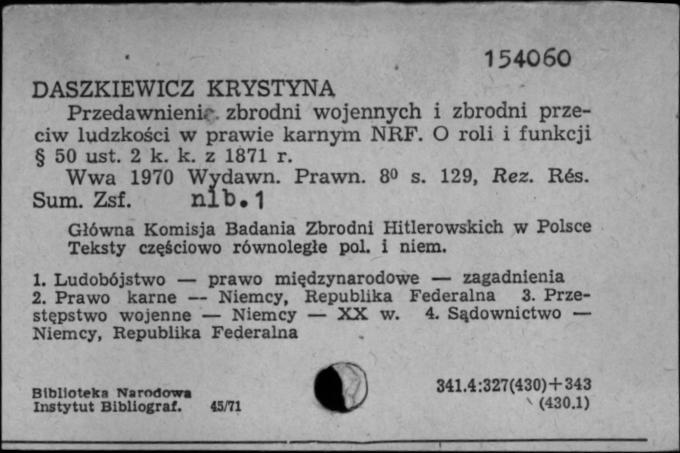 154060
DASZKIEWICZ KRYSTYNA
Przedawnienie zbrodni wojennych i zbrodni prze-
ciw ludzkości w prawie karnym NRF. O roli i funkcji
§ 50 ust. 2 k. k. z 1871 r.
Wwa 1970 Wydawn. Prawn. 8⁰ s. 129, Rez. Rés.
Sum. Zsf. nlb. 1
Główna Komisja Badania Zbrodni Hitlerowskich w Polsce
Teksty częściowo równoległe pol. i niem.
1. Ludobójstwo — prawo międzynarodowe — zagadnienia
2. Prawo karne — Niemcy, Republika Federalna 3. Prze-
stępstwo wojenne — Niemcy — XX w. 4. Sądownictwo —
Niemcy, Republika Federalna
Biblioteka Narodowa
Instytut Bibliograf. 45/71
341.4:327(430)+343
(430.1)